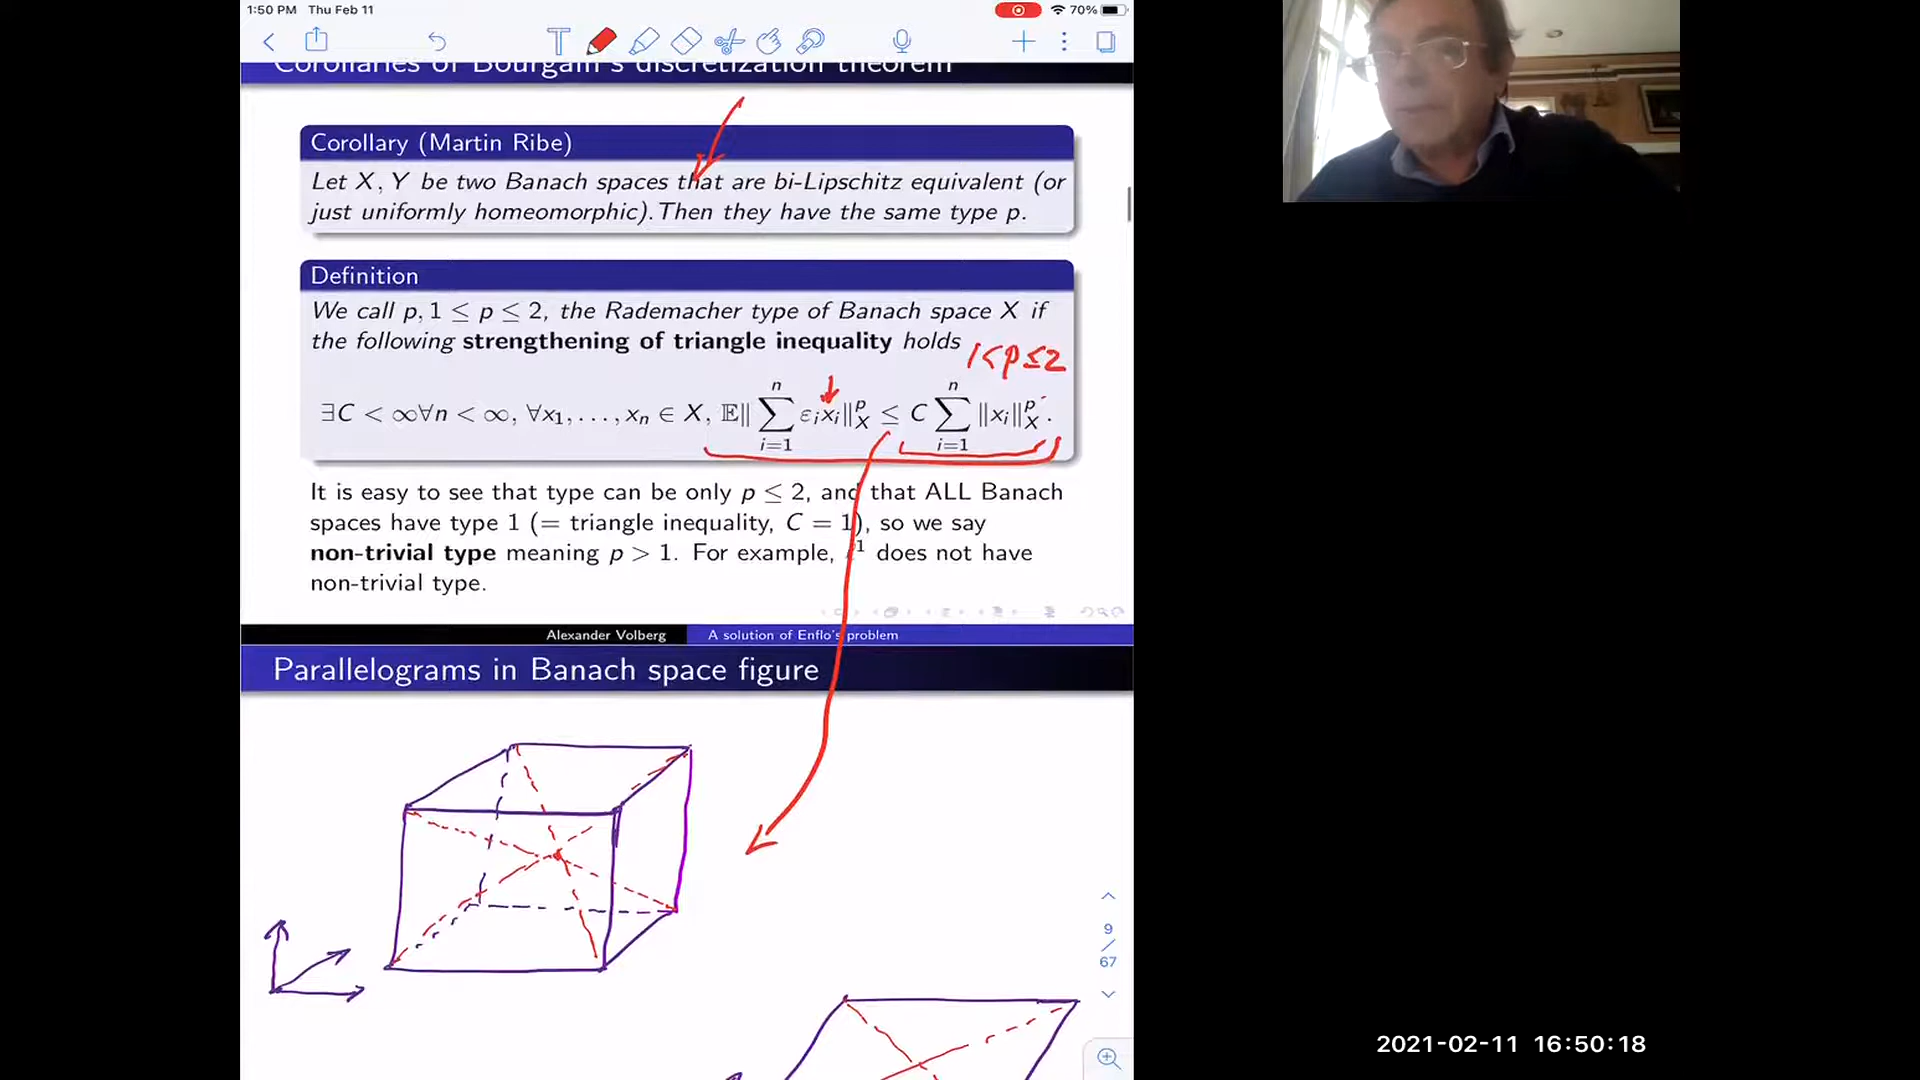 1:50 PM Thu Feb 11
70%
Corollaries of Bourgain's discretization theorem
Corollary (Martin Ribe)
Let X, Y be two Banach spaces that are bi-Lipschitz equivalent (or
just uniformly homeomorphic). Then they have the same type p.
Definition
We call p, 1 ≤ p ≤ 2, the Rademacher type of Banach space X if
the following strengthening of triangle inequality holds
1 < p ≤ 2
∃C < ∞∀n < ∞, ∀x₁, . . . , xₙ ∈ X, 𝔼‖ ∑_{i=1}^{n} εᵢxᵢ‖_X^p ≤ C ∑_{i=1}^{n} ‖xᵢ‖_X^p.
It is easy to see that type can be only p ≤ 2, and that ALL Banach
spaces have type 1 (= triangle inequality, C = 1), so we say
non-trivial type meaning p > 1. For example, ℓ¹ does not have
non-trivial type.
Alexander Volberg A solution of Enflo's problem
Parallelograms in Banach space figure
9
/
67
2021-02-11 16:50:18